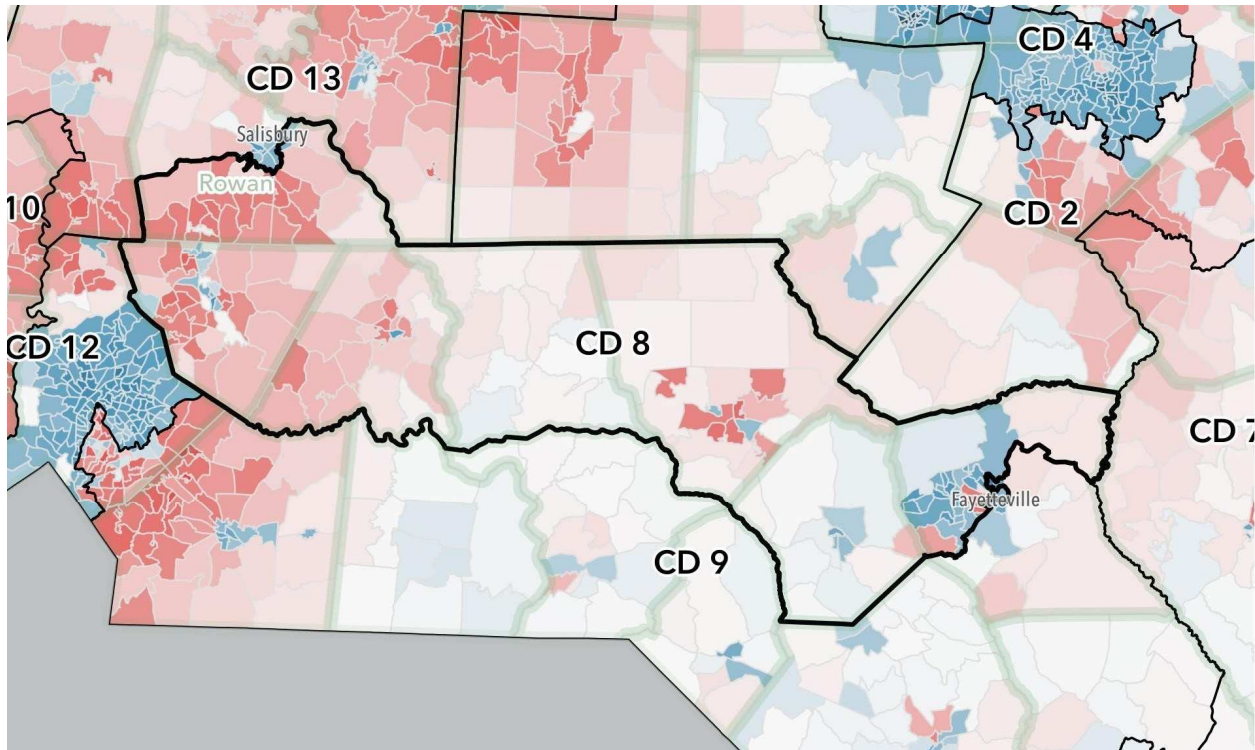 CD 4
CD 13
Salisbury
Rowan
10
CD 2
CD 12
CD 8
CD 7
Fayetteville
CD 9